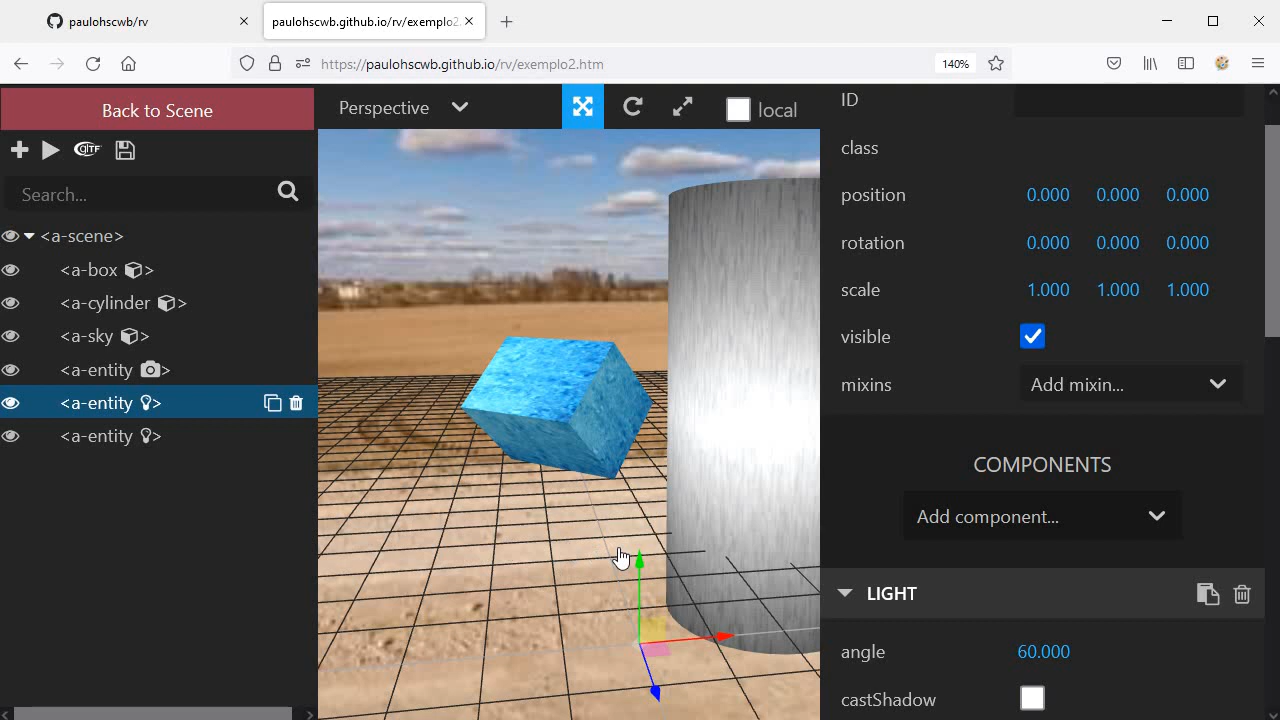 paulohscwb/rv
paulohscwb.github.io/rv/exemplo2.
https://paulohscwb.github.io/rv/exemplo2.htm
140%
Back to Scene
Perspective
local
glTF
Search...
<a-scene>
<a-box >
<a-cylinder >
<a-sky >
<a-entity >
<a-entity >
<a-entity >
ID
class
position 0.000 0.000 0.000
rotation 0.000 0.000 0.000
scale 1.000 1.000 1.000
visible
mixins Add mixin...
COMPONENTS
Add component...
LIGHT
angle 60.000
castShadow